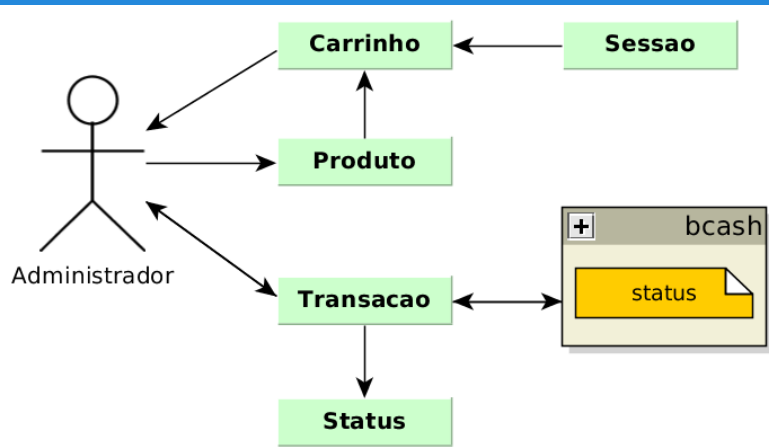 Carrinho
Sessao
Produto
bcash
status
Administrador
Transacao
Status